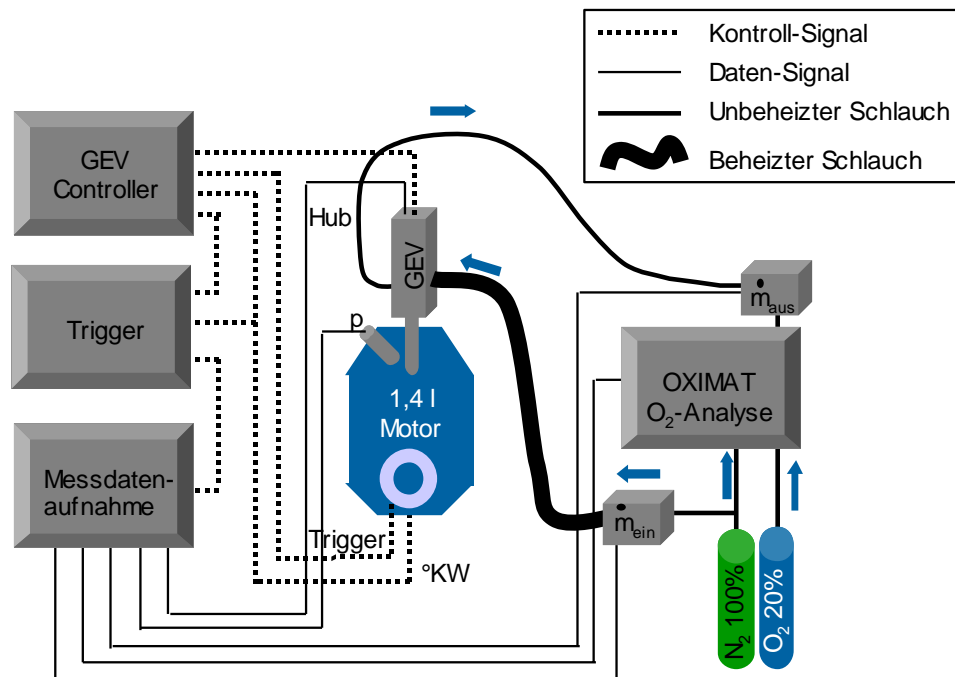 Kontroll-Signal
Daten-Signal
Unbeheizter Schlauch
Beheizter Schlauch
GEV
Controller
Hub
GEV
ṁaus
Trigger
p
OXIMAT
O₂-Analyse
1,4 l
Motor
Messdaten-
aufnahme
ṁein
Trigger
°KW
N₂ 100%
O₂ 20%